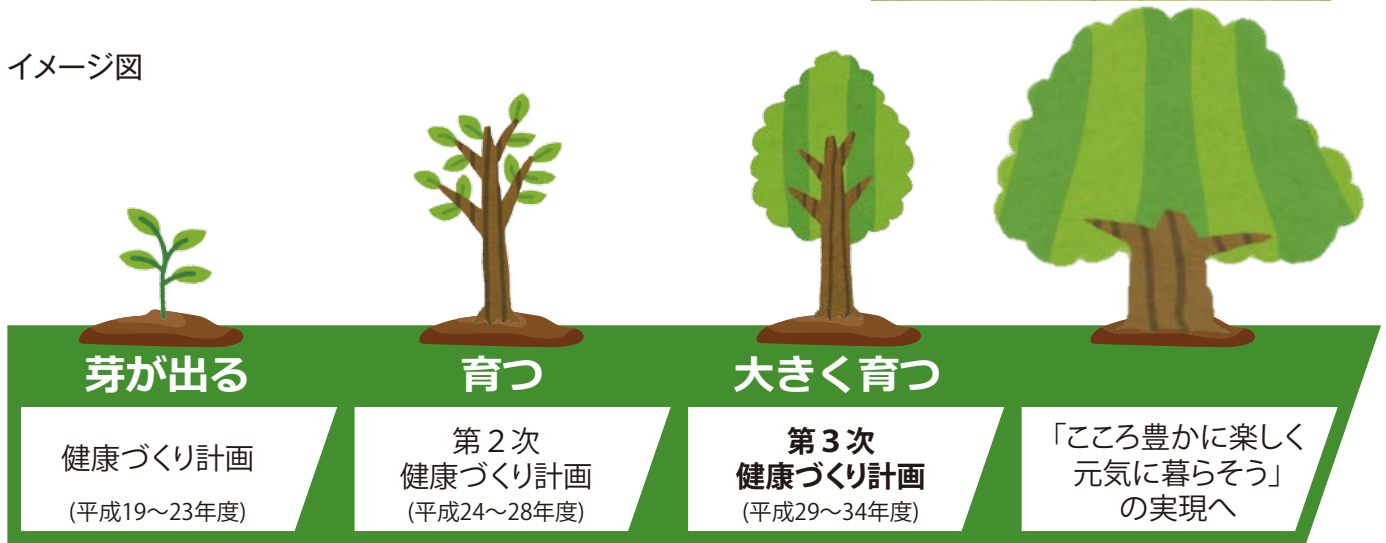 イメージ図
芽が出る
育つ
大きく育つ
健康づくり計画
(平成19～23年度)
第２次
健康づくり計画
(平成24～28年度)
第３次
健康づくり計画
(平成29～34年度)
「こころ豊かに楽しく
元気に暮らそう」
の実現へ